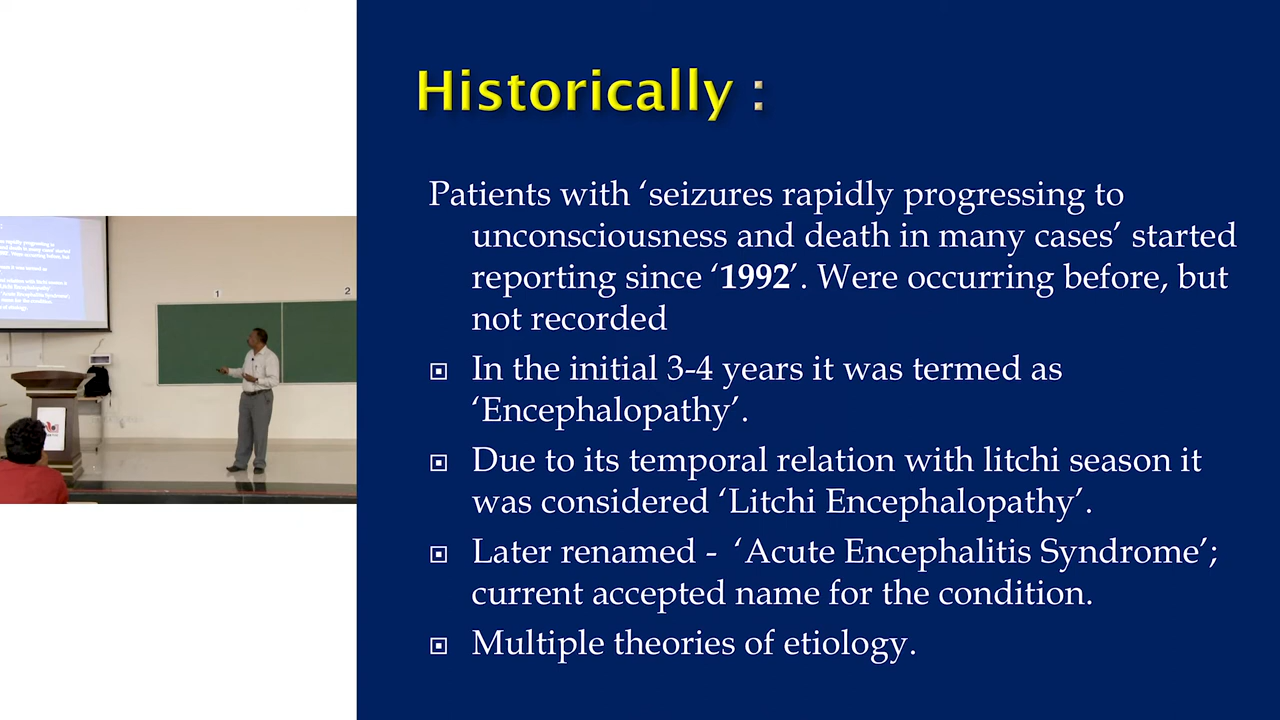 Historically :
Patients with ‘seizures rapidly progressing to
unconsciousness and death in many cases’ started
reporting since ‘1992’. Were occurring before, but
not recorded
In the initial 3-4 years it was termed as
‘Encephalopathy’.
Due to its temporal relation with litchi season it
was considered ‘Litchi Encephalopathy’.
Later renamed - ‘Acute Encephalitis Syndrome’;
current accepted name for the condition.
Multiple theories of etiology.
1
2